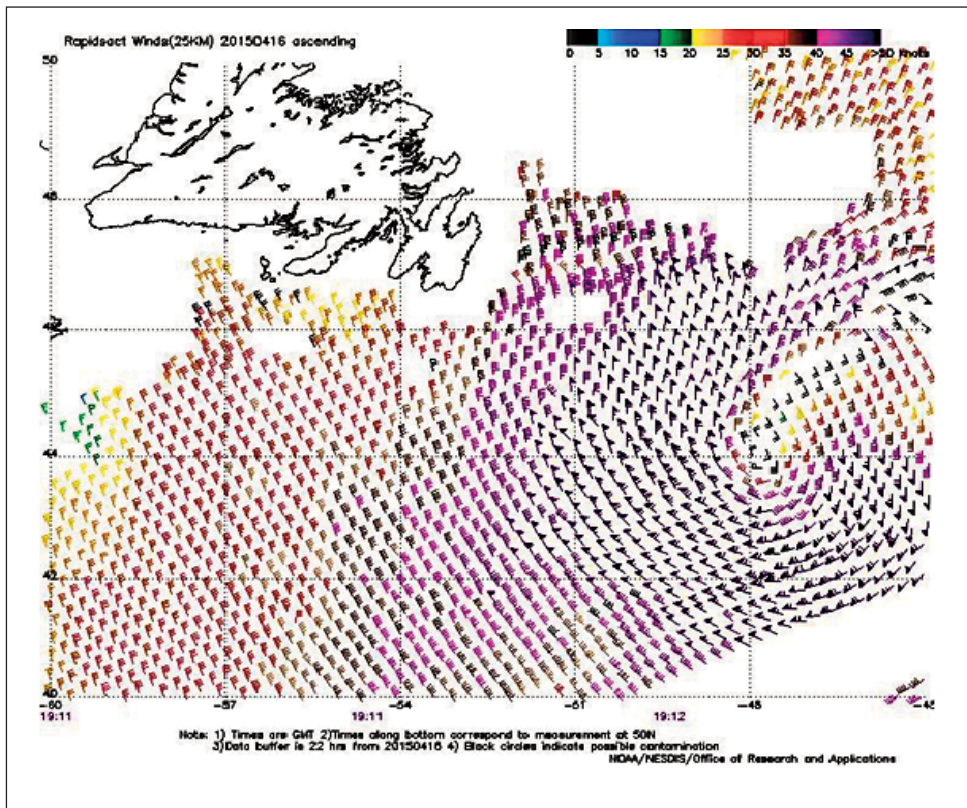 Rapidscat Winds(25KM) 20150416 ascending
0 5 10 15 20 25 30 35 40 45 >50 knots
50
48
44
42
40
-60 -57 -54 -51 -48 -45
19:11 19:11 19:12
Note: 1) Times are GMT 2)Times along bottom correspond to measurement at 50N
3)Data buffer is 22 hrs from 20150416 4) Black circles indicate possible contamination
NOAA/NESDIS/Office of Research and Applications